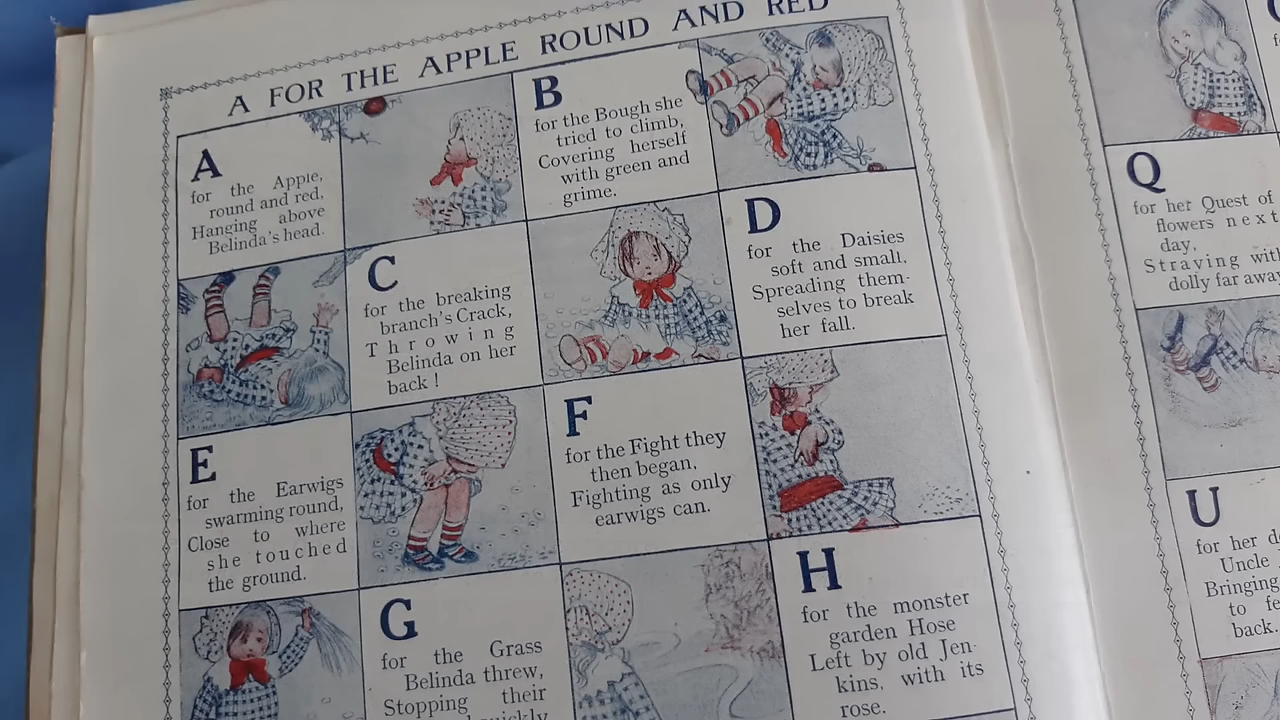 A FOR THE APPLE ROUND AND RED
A
for the Apple,
round and red,
Hanging above
Belinda's head.
B
for the Bough she
tried to climb,
Covering herself
with green and
grime.
C
for the breaking
branch's Crack,
Throwing
Belinda on her
back!
D
for the Daisies
soft and small,
Spreading them-
selves to break
her fall.
E
for the Earwigs
swarming round,
Close to where
she touched
the ground.
F
for the Fight they
then began,
Fighting as only
earwigs can.
G
for the Grass
Belinda threw,
Stopping their
quickly
H
for the monster
garden Hose
Left by old Jen-
kins, with its
rose.
Q
for her Quest of
flowers next
day,
Straying with
dolly far away
U
for her
Uncle
Bringing
to
back.